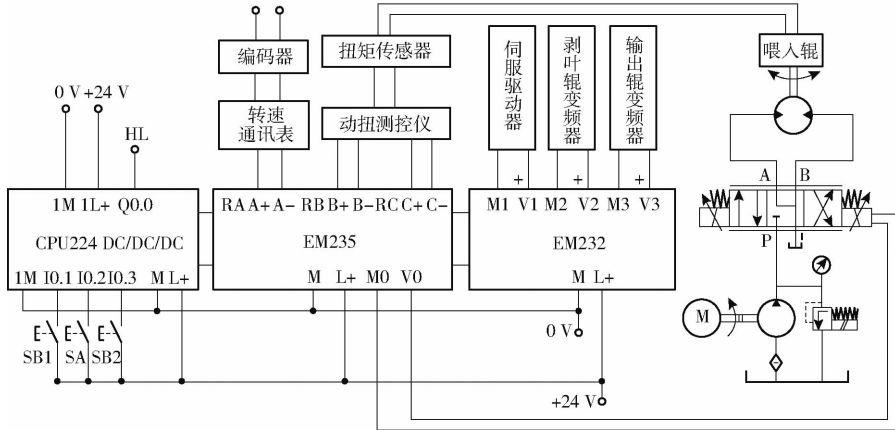 编码器
扭矩传感器
伺服驱动器
剥叶辊变频器
输出辊变频器
喂入辊
0 V +24 V
转速
通讯表
动扭测控仪
HL
+ + +
A B
1M 1L+ Q0.0
RA A+ A- RB B+ B- RC C+ C-
M1 V1 M2 V2 M3 V3
CPU224 DC/DC/DC
EM235
EM232
P
1M I0.1 I0.2 I0.3 M L+
M L+ M0 V0
M L+
M
0 V
SB1 SA SB2
+24 V